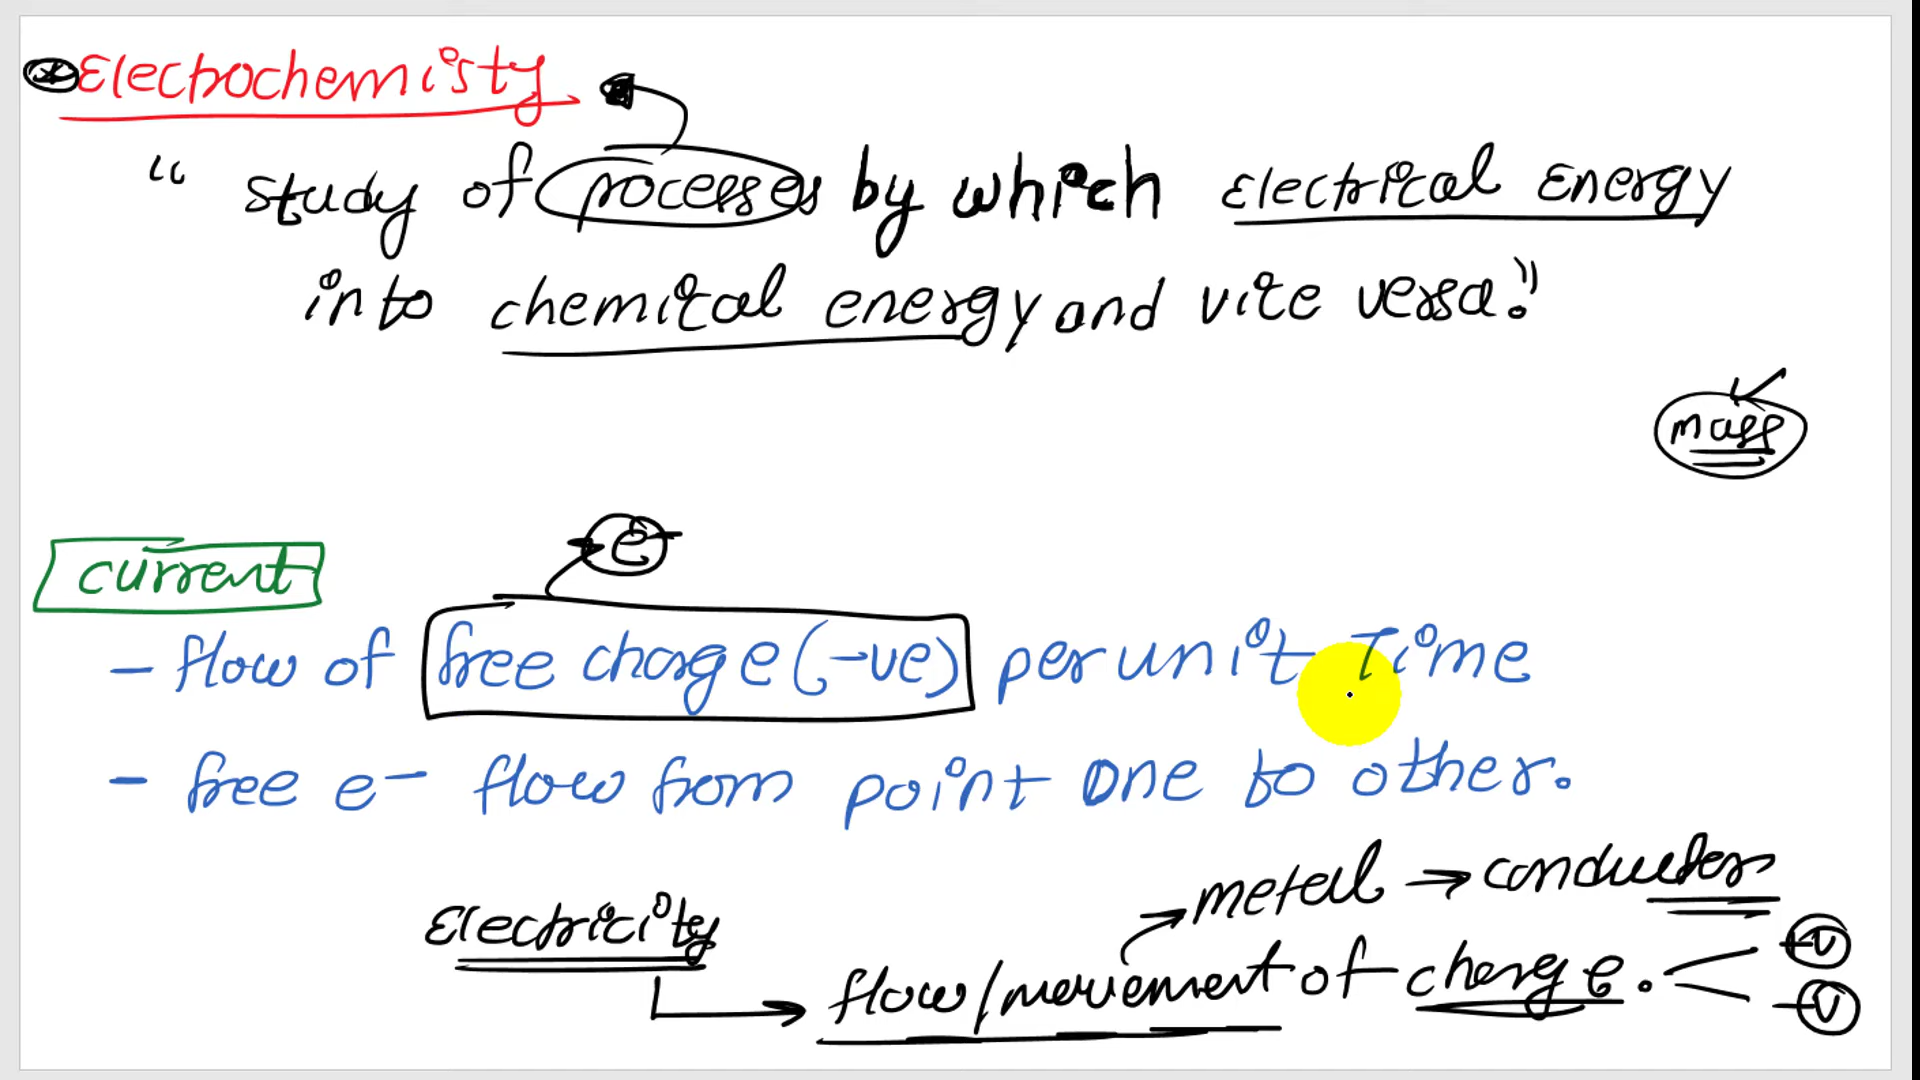 Electrochemisty
“ study of processes by which Electrical Energy
into chemical energy and vice versa.”
mass
e-
current
- flow of free charge (-ve) per unit Time
- free e- flow from point one to other.
metal → conductors
Electricity
flow/movement of charge.
+v
-v